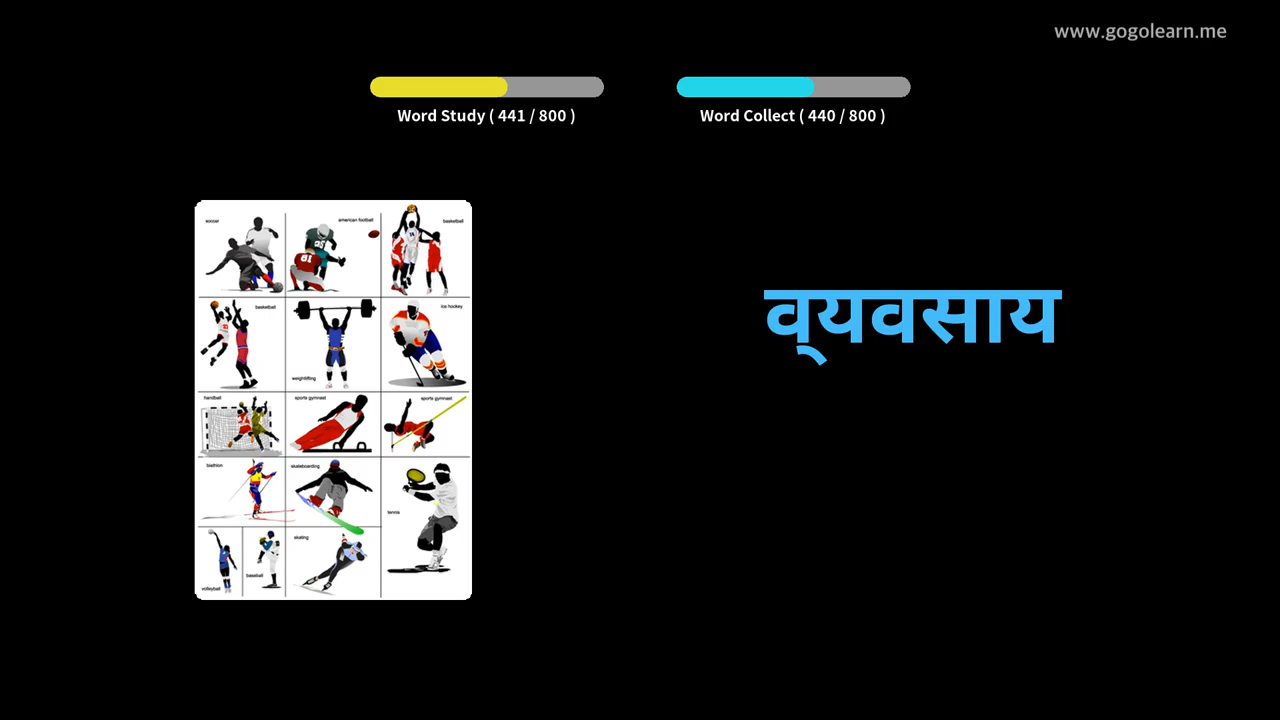 www.gogolearn.me
Word Study ( 441 / 800 )
Word Collect ( 440 / 800 )
soccer
american football
basketball
basketball
weightlifting
ice hockey
handball
sports gymnast
sports gymnast
biathlon
skateboarding
tennis
volleyball
baseball
skating
व्‌यवसाय